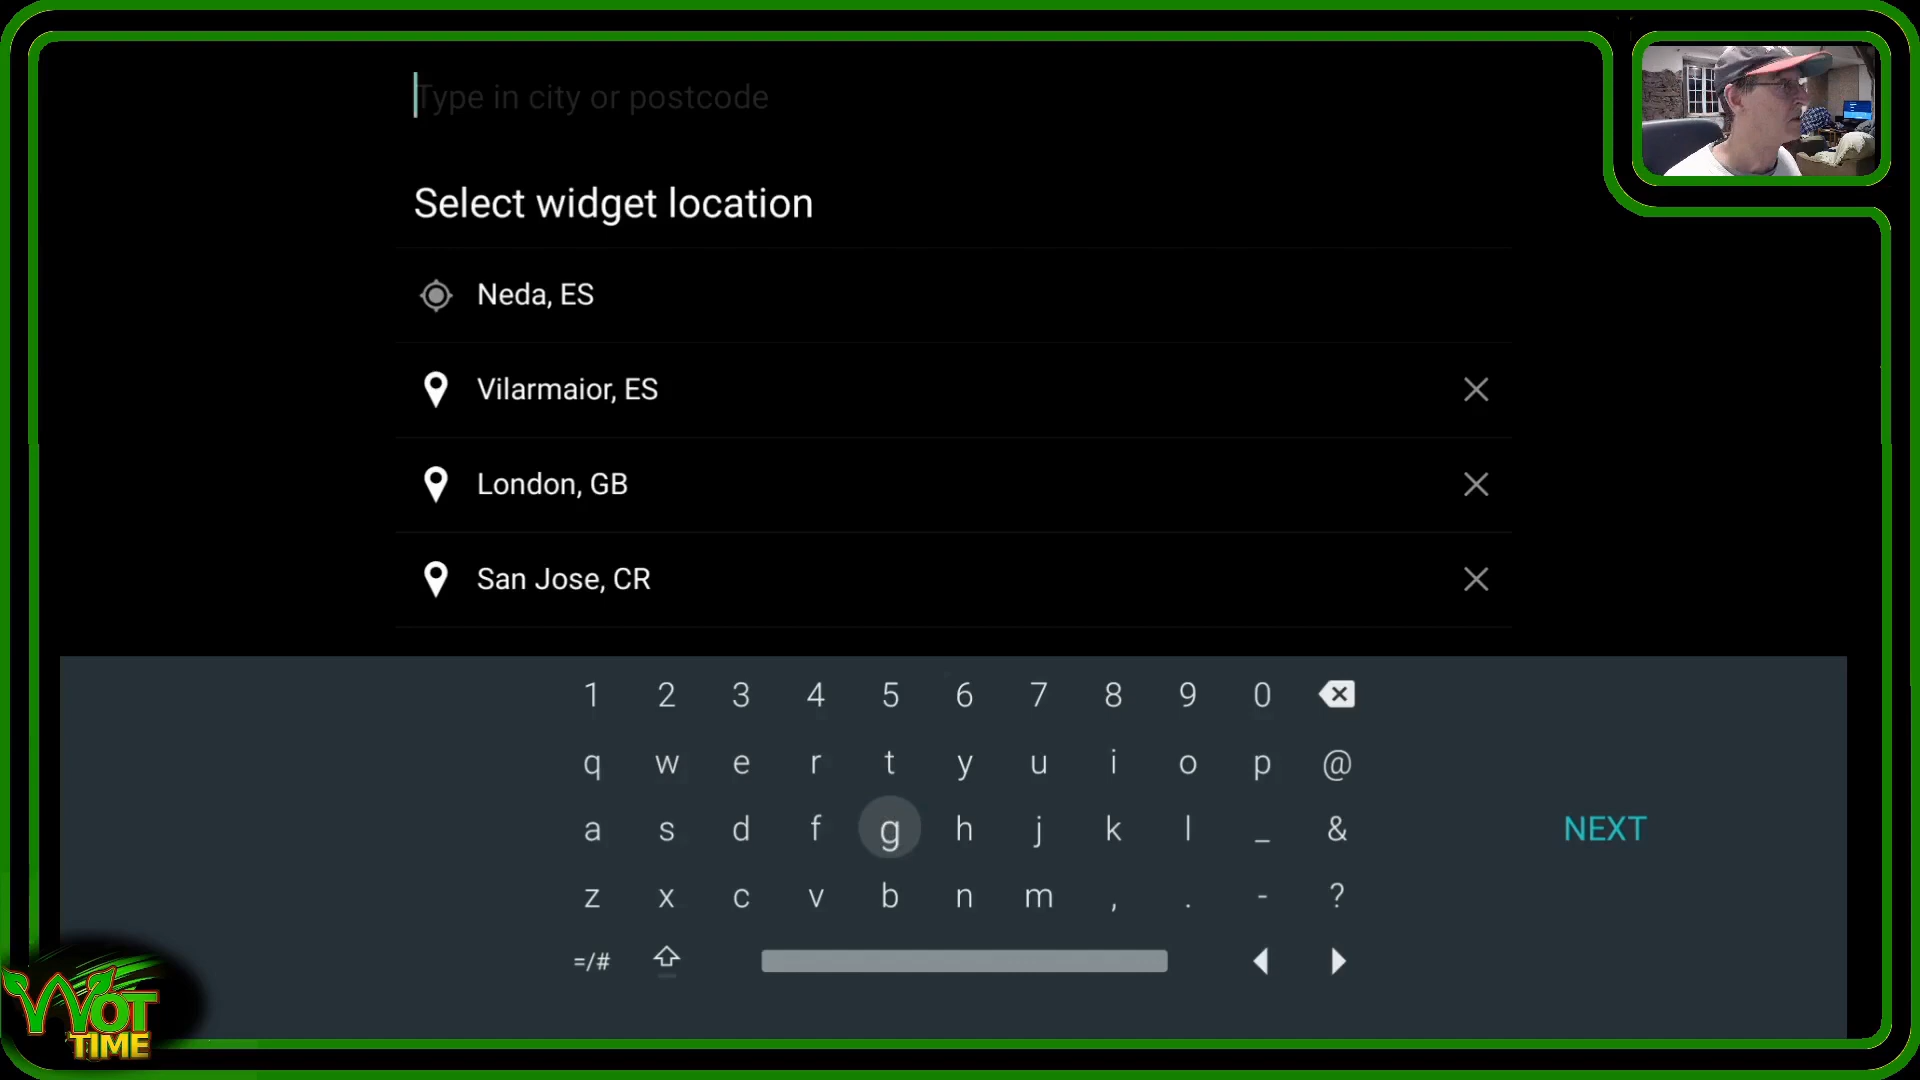 Type in city or postcode
Select widget location
Neda, ES
Vilarmaior, ES
London, GB
San Jose, CR
1 2 3 4 5 6 7 8 9 0
q w e r t y u i o p @
a s d f g h j k l _ &
NEXT
z x c v b n m , . - ?
=/#
WOT
TIME